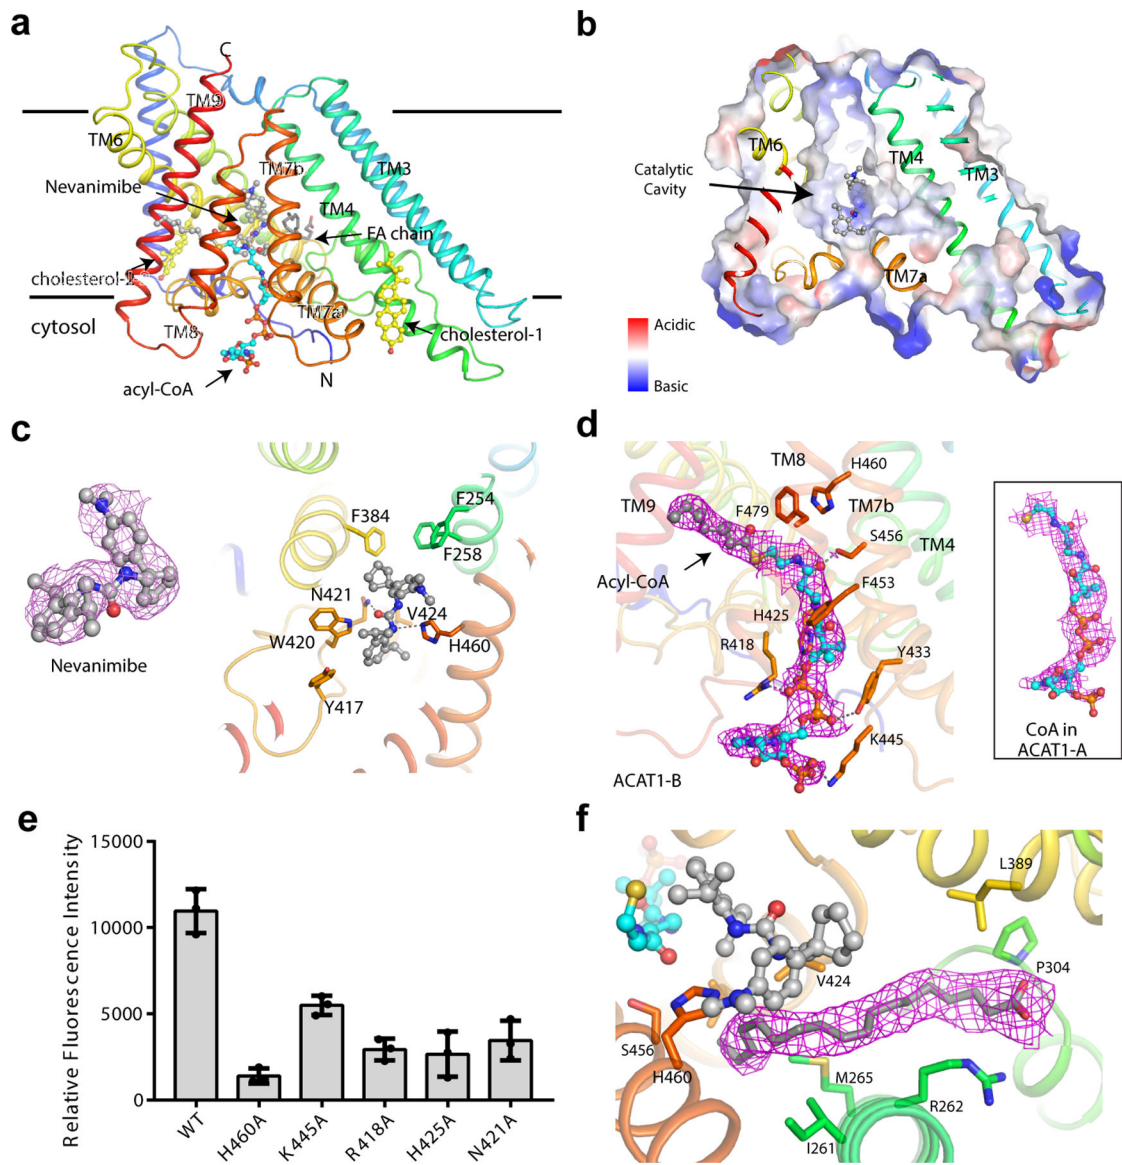 a
C
TM9
TM6
TM7b
TM3
Nevanimibe
TM4
FA chain
cholesterol-2
cytosol
TM8
TM7a
cholesterol-1
acyl-CoA
N
b
TM6
TM4
Catalytic
Cavity
TM3
TM7a
Acidic
Basic
c
Nevanimibe
F254
F384
F258
N421
V424
W420
H460
Y417
d
TM8
H460
TM9
F479
TM7b
S456
TM4
Acyl-CoA
F453
H425
R418
Y433
K445
ACAT1-B
CoA in
ACAT1-A
e
Relative Fluorescence Intensity
15000
10000
5000
0
WT
H460A
K445A
R418A
H425A
N421A
f
L389
P304
V424
S456
H460
M265
R262
I261